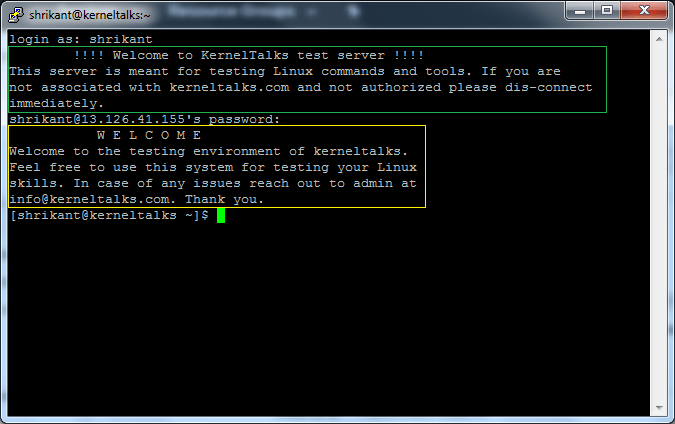 shrikant@kerneltalks:~
login as: shrikant
!!!! Welcome to KernelTalks test server !!!!
This server is meant for testing Linux commands and tools. If you are
not associated with kerneltalks.com and not authorized please dis-connect
immediately.
shrikant@13.126.41.155's password:
W E L C O M E
Welcome to the testing environment of kerneltalks.
Feel free to use this system for testing your Linux
skills. In case of any issues reach out to admin at
info@kerneltalks.com. Thank you.
[shrikant@kerneltalks ~]$